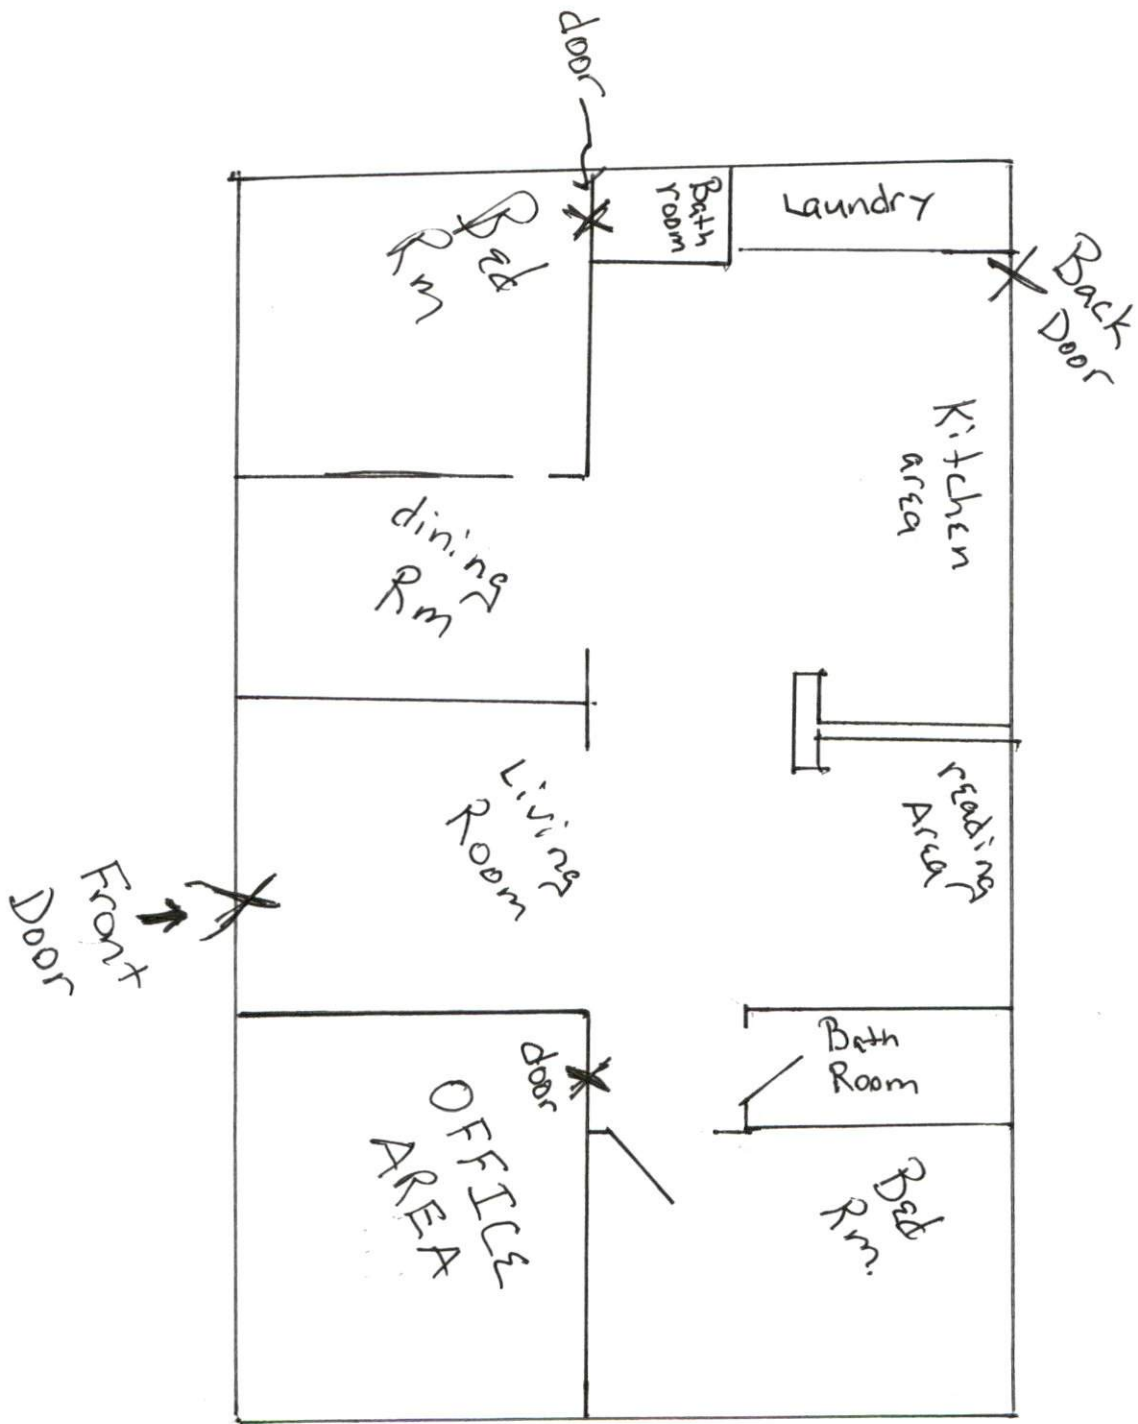 door
Bed
Rm
Bath
room
Laundry
Back
Door
Kitchen
area
dining
Rm
Living
Room
reading
Area
Front
Door
door
OFFICE
AREA
Bath
Room
Bed
Rm.